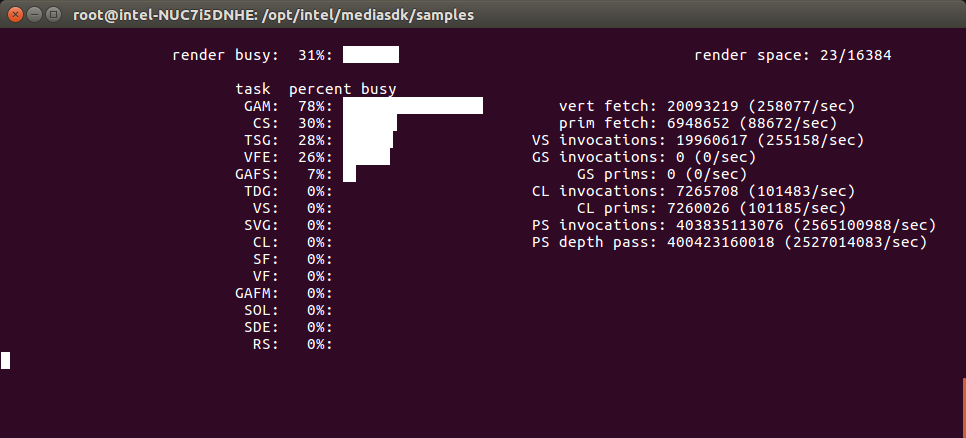 root@intel-NUC7i5DNHE: /opt/intel/mediasdk/samples
render busy: 31%: render space: 23/16384
task percent busy
GAM: 78%: vert fetch: 20093219 (258077/sec)
CS: 30%: prim fetch: 6948652 (88672/sec)
TSG: 28%: VS invocations: 19960617 (255158/sec)
VFE: 26%: GS invocations: 0 (0/sec)
GAFS: 7%: GS prims: 0 (0/sec)
TDG: 0%: CL invocations: 7265708 (101483/sec)
VS: 0%: CL prims: 7260026 (101185/sec)
SVG: 0%: PS invocations: 403835113076 (2565100988/sec)
CL: 0%: PS depth pass: 400423160018 (2527014083/sec)
SF: 0%:
VF: 0%:
GAFM: 0%:
SOL: 0%:
SDE: 0%:
RS: 0%: